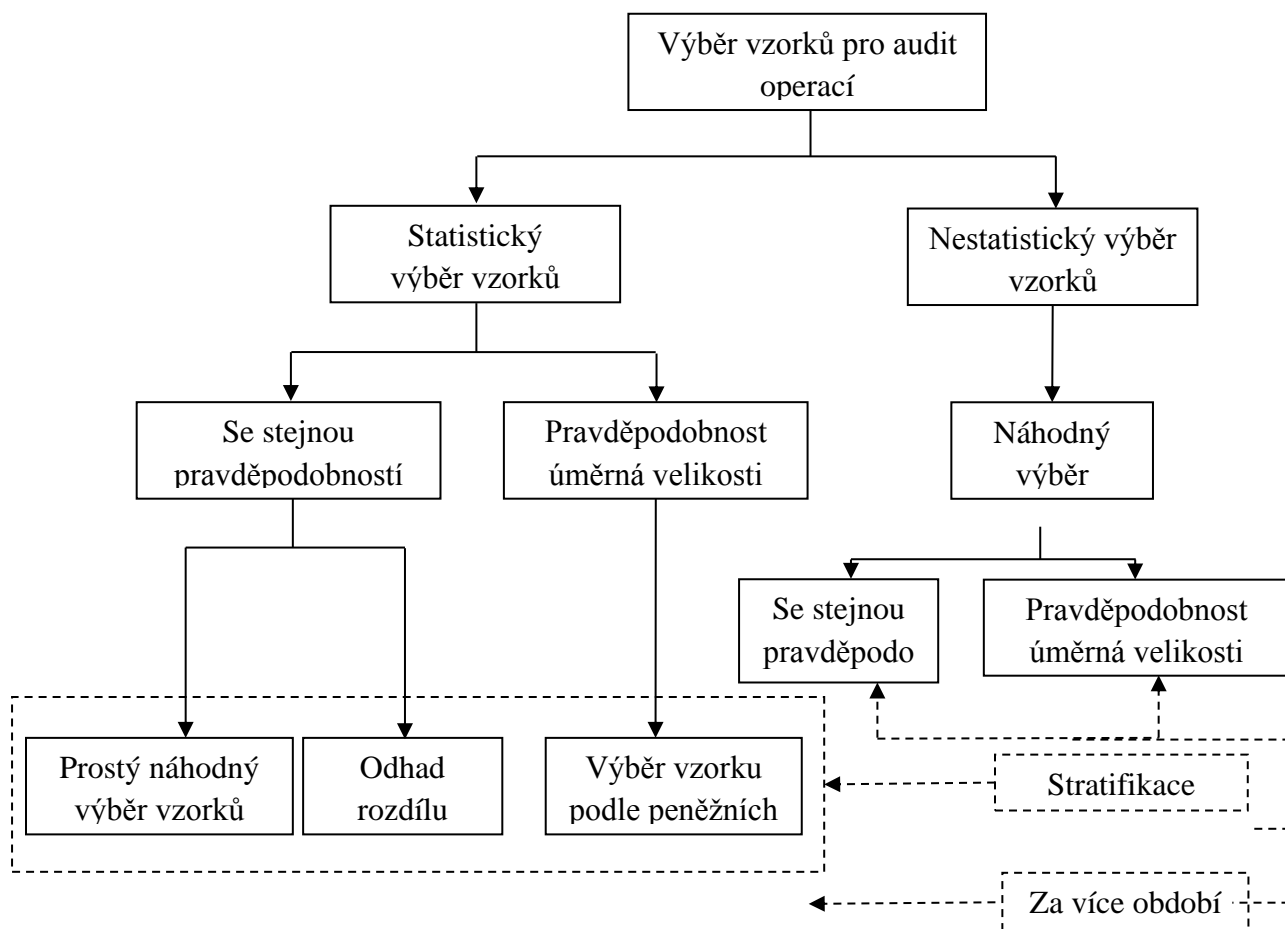 Výběr vzorků pro audit
operací
Statistický
výběr vzorků
Nestatistický výběr
vzorků
Se stejnou
pravděpodobností
Pravděpodobnost
úměrná velikosti
Náhodný
výběr
Se stejnou
pravděpodo
Pravděpodobnost
úměrná velikosti
Prostý náhodný
výběr vzorků
Odhad
rozdílu
Výběr vzorku
podle peněžních
Stratifikace
Za více období